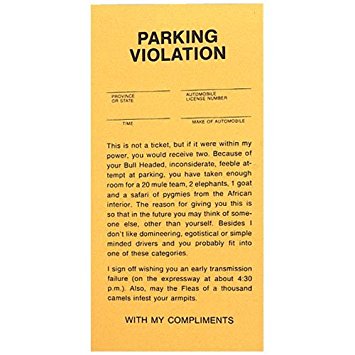 PARKING
VIOLATION
PROVINCE
OR STATE
AUTOMOBILE
LICENSE NUMBER
TIME
MAKE OF AUTOMOBILE
This is not a ticket, but if it were within my
power, you would receive two. Because of
your Bull Headed, inconsiderate, feeble at-
tempt at parking, you have taken enough
room for a 20 mule team, 2 elephants, 1 goat
and a safari of pygmies from the African
interior. The reason for giving you this is
so that in the future you may think of some-
one else, other than yourself. Besides I
don't like domineering, egotistical or simple
minded drivers and you probably fit into
one of these categories.
I sign off wishing you an early transmission
failure (on the expressway at about 4:30
p.m.). Also, may the Fleas of a thousand
camels infest your armpits.
WITH MY COMPLIMENTS